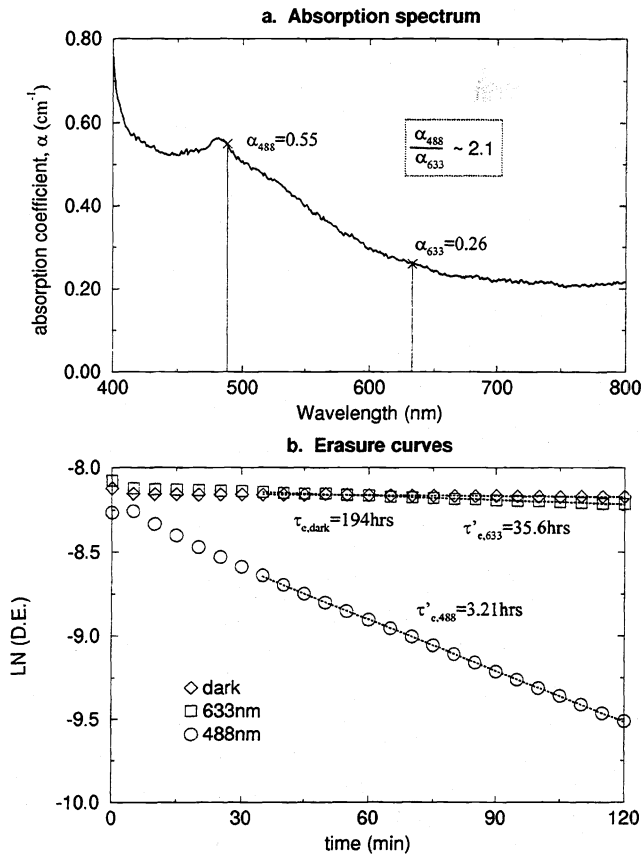 a. Absorption spectrum
absorption coefficient, α (cm⁻¹)
0.80
0.60
0.40
0.20
0.00
α₄₈₈=0.55
α₄₈₈
α₆₃₃
~ 2.1
α₆₃₃=0.26
400
500
600
700
800
Wavelength (nm)
b. Erasure curves
LN (D.E.)
-8.0
-8.5
-9.0
-9.5
-10.0
τe,dark=194hrs
τ'e,633=35.6hrs
τ'e,488=3.21hrs
dark
633nm
488nm
0
30
60
90
120
time (min)